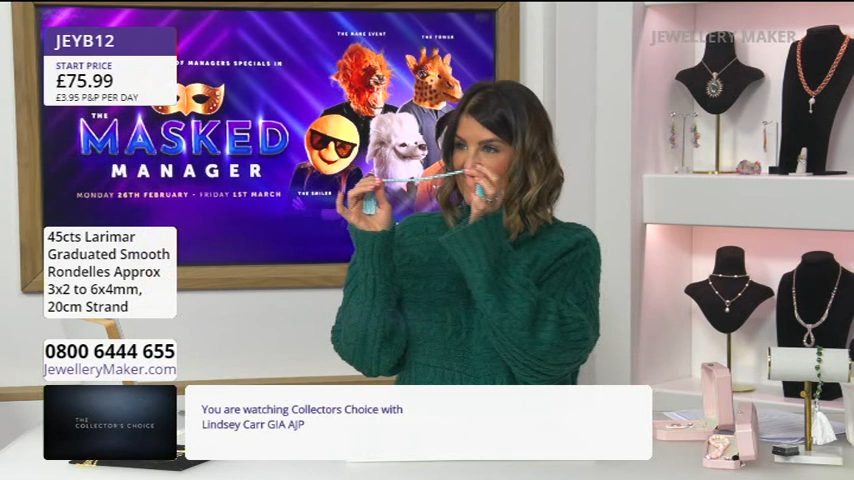 JEYB12
START PRICE
£75.99
£3.95 P&P PER DAY
OF MANAGERS SPECIALS IN
THE MANE EVENT
THE TOWER
THE
MASKED
MANAGER
THE SMILER
MONDAY 26TH FEBRUARY - FRIDAY 1ST MARCH
JEWELLERY MAKER
45cts Larimar
Graduated Smooth
Rondelles Approx
3x2 to 6x4mm,
20cm Strand
0800 6444 655
JewelleryMaker.com
THE
COLLECTOR'S CHOICE
You are watching Collectors Choice with
Lindsey Carr GIA AJP